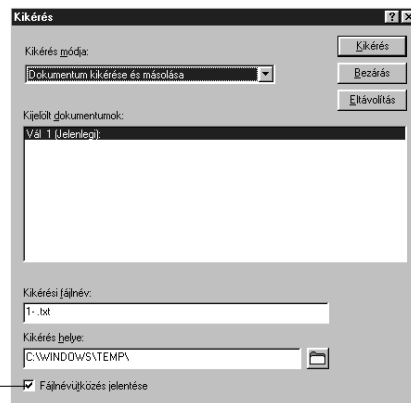 Kikérés
Kikérés módja:
Kikérés
Dokumentum kikérése és másolása
Bezárás
Eltávolítás
Kijelölt dokumentumok:
Vál 1 (Jelenlegi):
Kikérési fájlnév:
1- .txt
Kikérés helye:
C:\WINDOWS\TEMP\
Fájlnévütközés jelentése